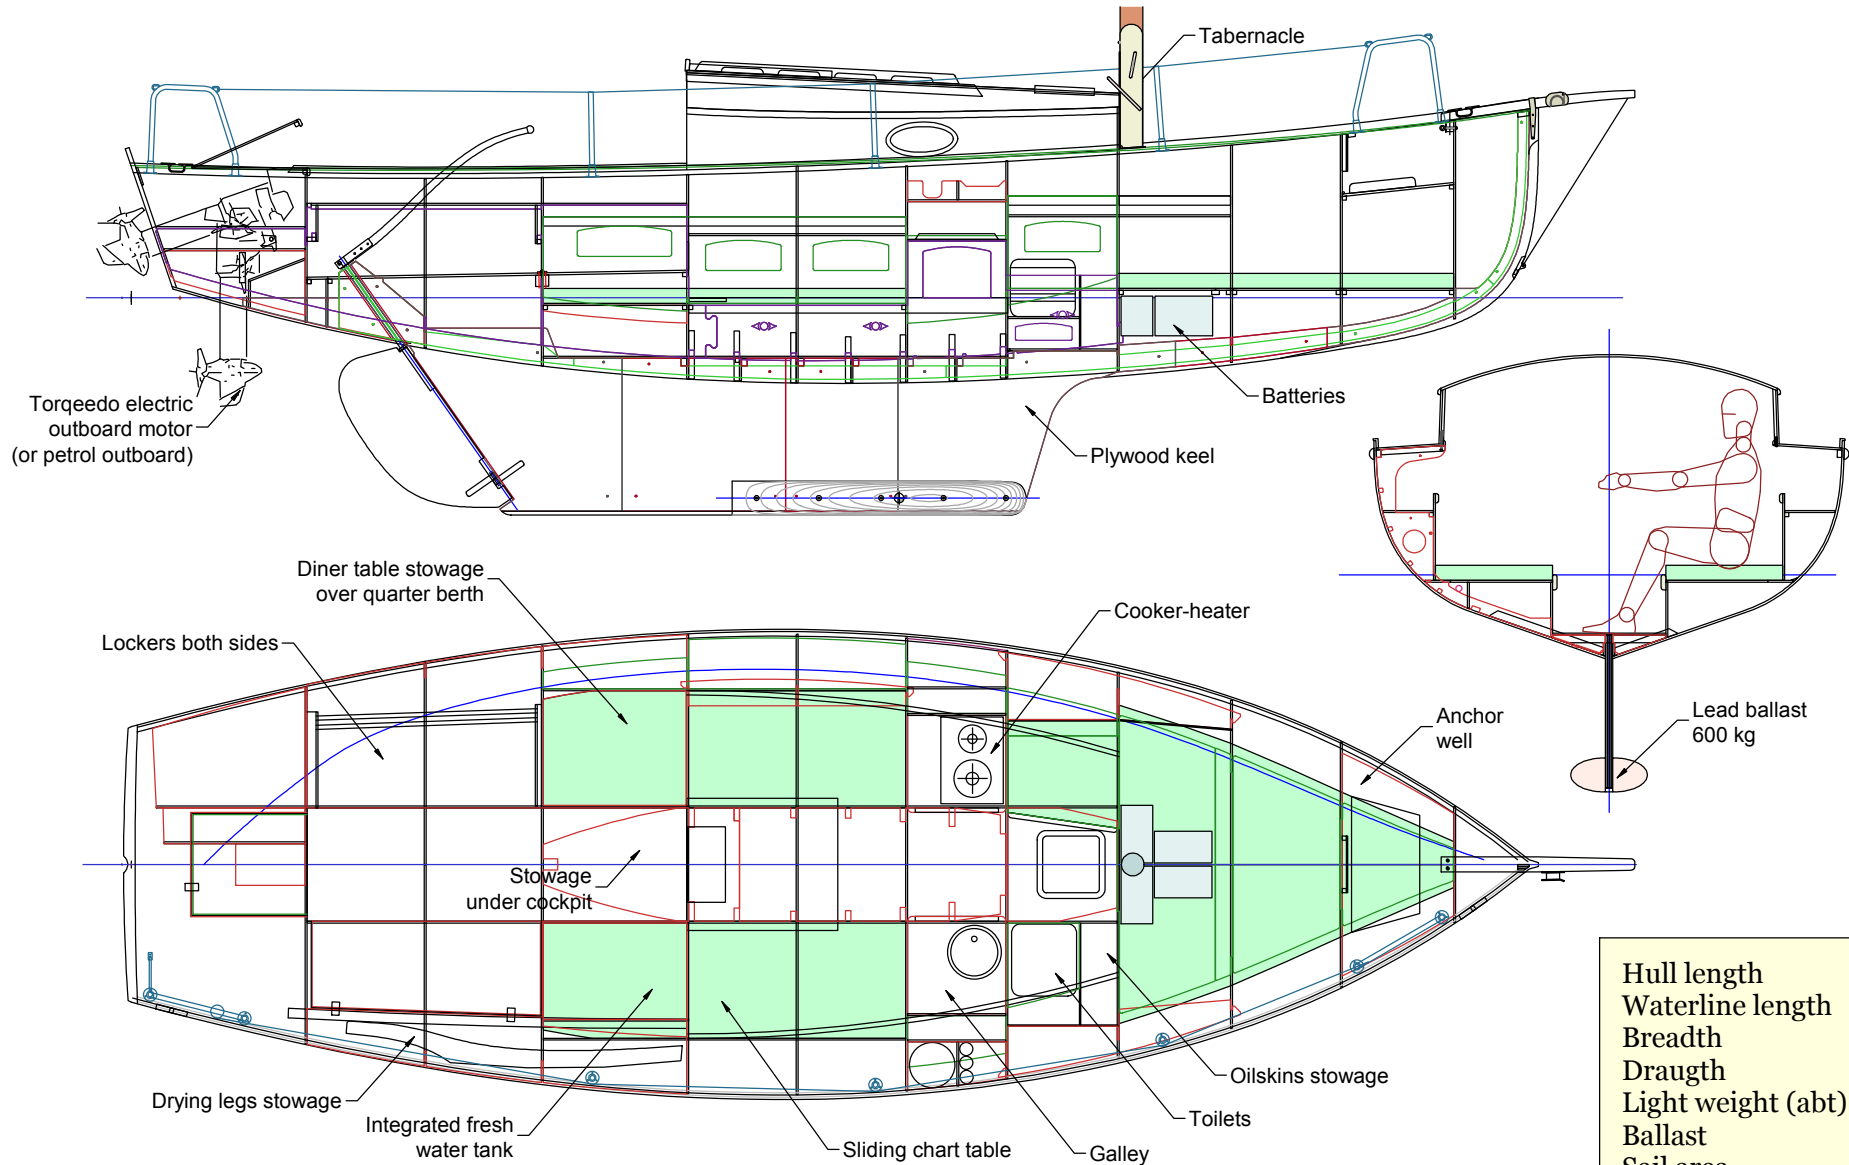 Tabernacle
Torqeedo electric
outboard motor
(or petrol outboard)
Batteries
Plywood keel
Diner table stowage
over quarter berth
Cooker-heater
Lockers both sides
Anchor
well
Lead ballast
600 kg
Stowage
under cockpit
Drying legs stowage
Integrated fresh
water tank
Sliding chart table
Galley
Toilets
Oilskins stowage
Hull length
Waterline length
Breadth
Draugth
Light weight (abt)
Ballast
Sail area